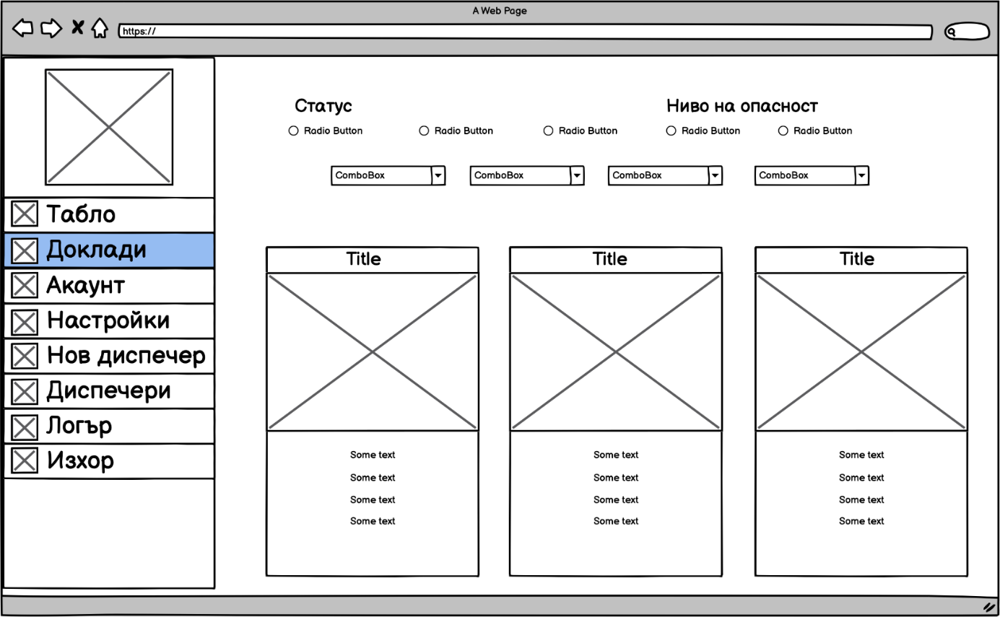 A Web Page
https://
Табло
Доклади
Акаунт
Настройки
Нов диспечер
Диспечери
Логър
Изхор
Статус
Ниво на опасност
Radio Button Radio Button Radio Button Radio Button Radio Button
ComboBox ComboBox ComboBox ComboBox
Title Title Title
Some text Some text Some text
Some text Some text Some text
Some text Some text Some text
Some text Some text Some text